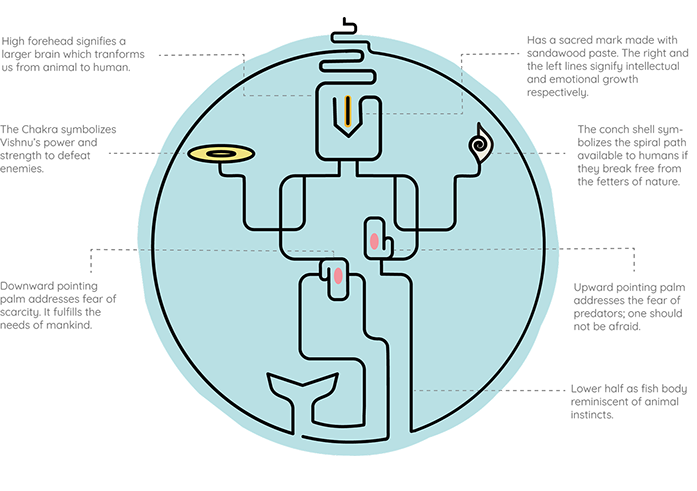 High forehead signifies a
larger brain which tranforms
us from animal to human.
Has a sacred mark made with
sandawood paste. The right and
the left lines signify intellectual
and emotional growth
respectively.
The Chakra symbolizes
Vishnu's power and
strength to defeat
enemies.
The conch shell sym-
bolizes the spiral path
available to humans if
they break free from
the fetters of nature.
Downward pointing
palm addresses fear of
scarcity. It fulfills the
needs of mankind.
Upward pointing palm
addresses the fear of
predators; one should
not be afraid.
Lower half as fish body
reminiscent of animal
instincts.